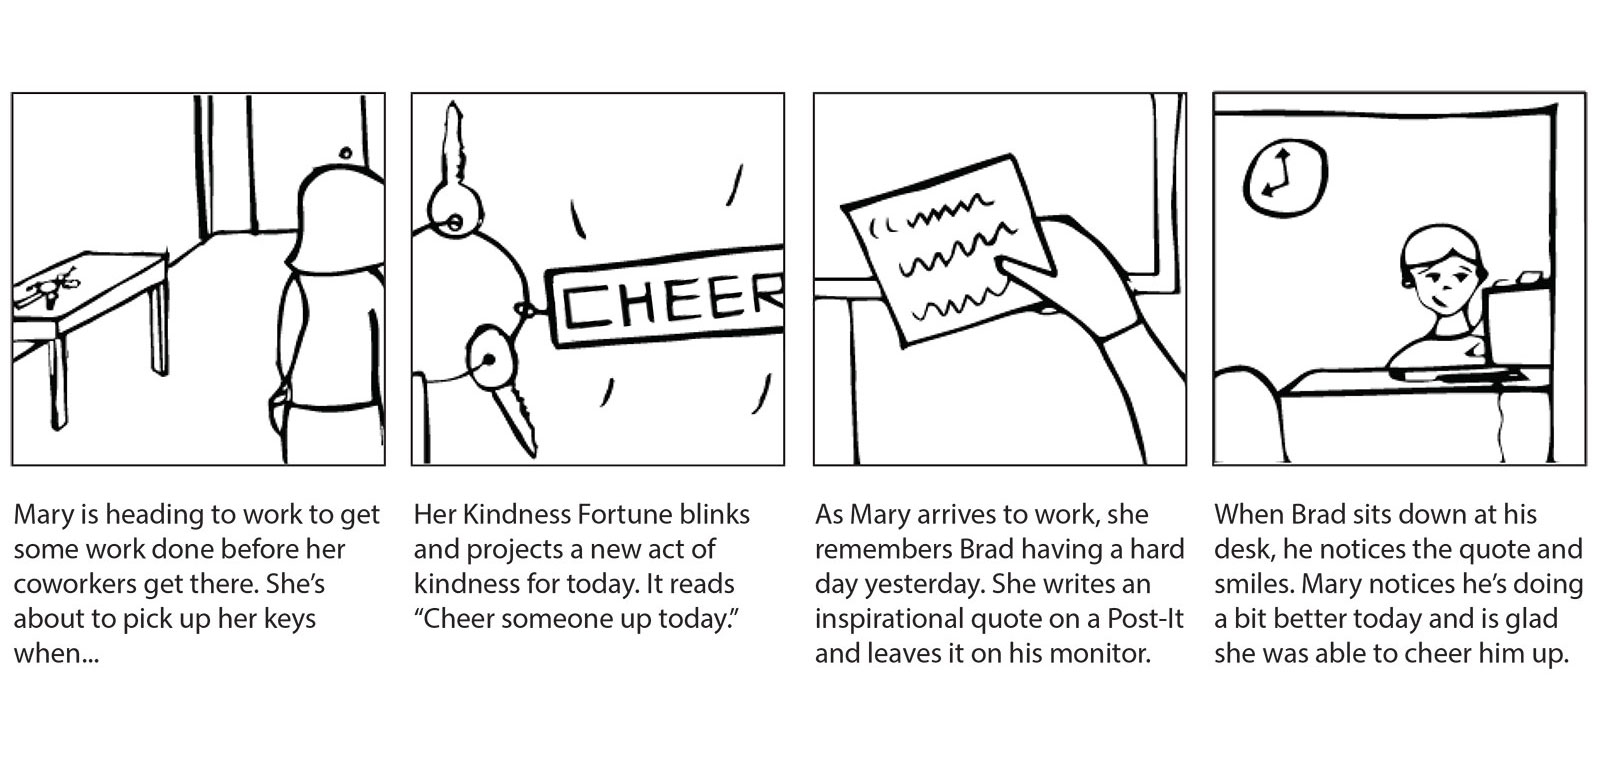 CHEER
Mary is heading to work to get
some work done before her
coworkers get there. She's
about to pick up her keys
when...
Her Kindness Fortune blinks
and projects a new act of
kindness for today. It reads
“Cheer someone up today.”
As Mary arrives to work, she
remembers Brad having a hard
day yesterday. She writes an
inspirational quote on a Post-It
and leaves it on his monitor.
When Brad sits down at his
desk, he notices the quote and
smiles. Mary notices he's doing
a bit better today and is glad
she was able to cheer him up.